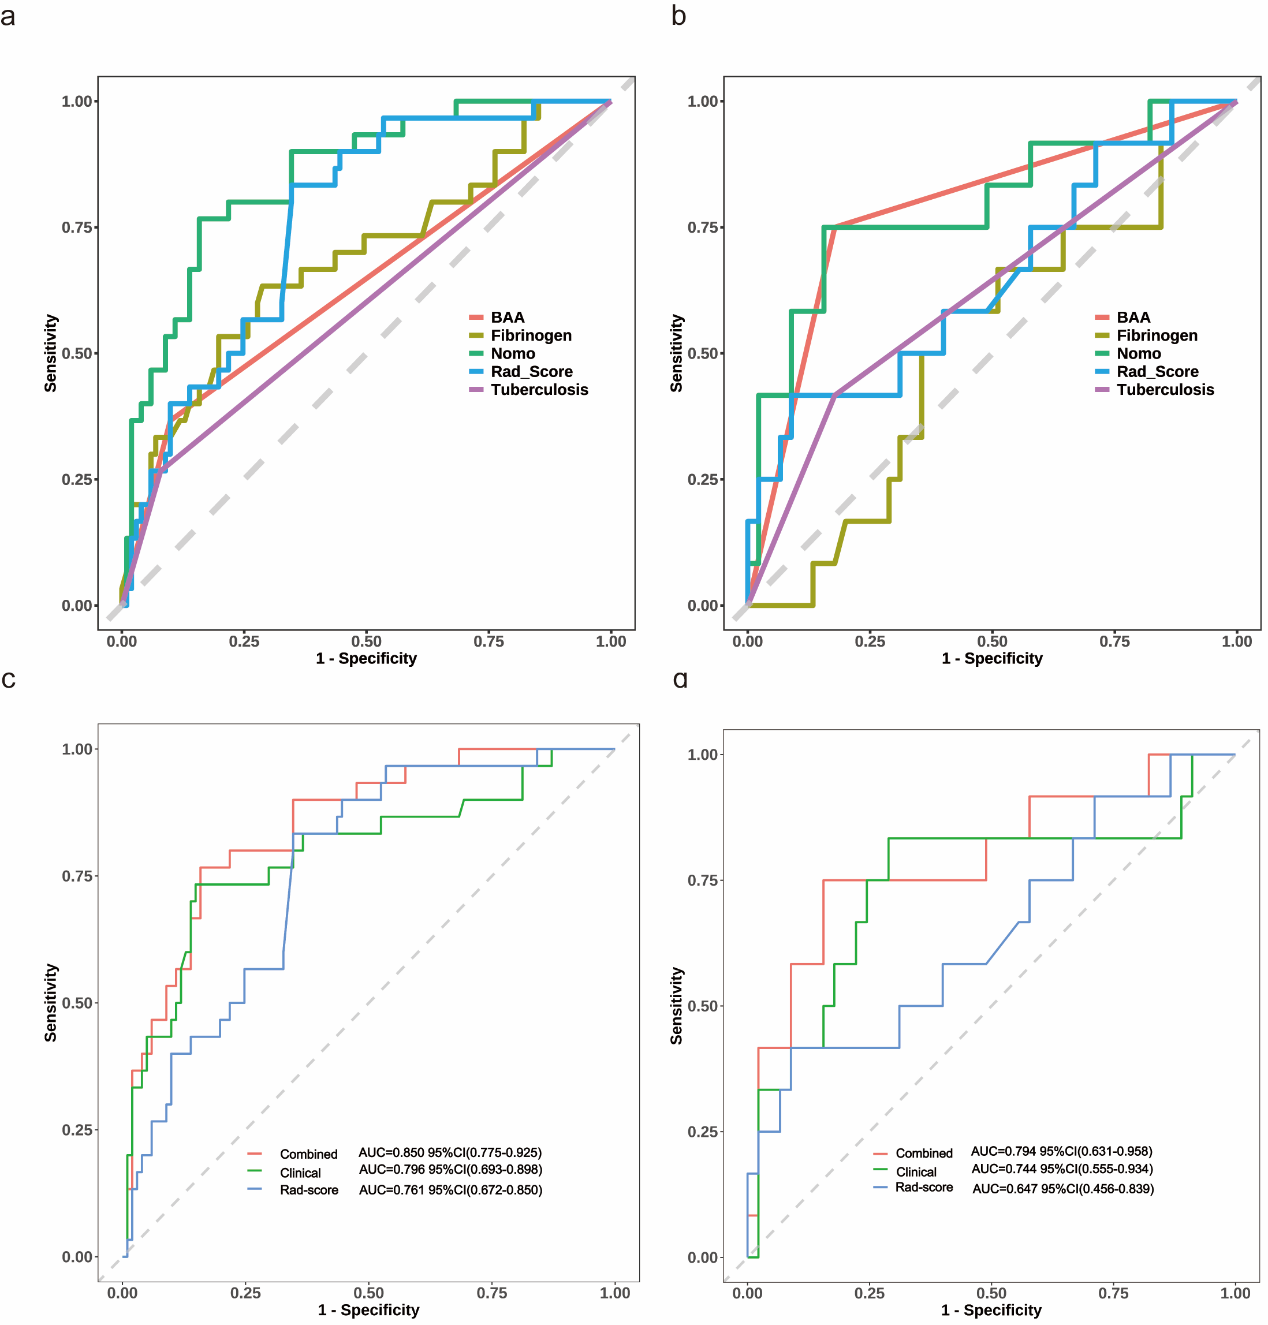 a
1.00
0.75
0.50
0.25
0.00
Sensitivity
BAA
Fibrinogen
Nomo
Rad_Score
Tuberculosis
0.00 0.25 0.50 0.75 1.00
1 - Specificity
b
1.00
0.75
0.50
0.25
0.00
Sensitivity
BAA
Fibrinogen
Nomo
Rad_Score
Tuberculosis
0.00 0.25 0.50 0.75 1.00
1 - Specificity
c
1.00
0.75
0.50
0.25
0.00
Sensitivity
Combined AUC=0.850 95%CI(0.775-0.925)
Clinical AUC=0.796 95%CI(0.693-0.898)
Rad-score AUC=0.761 95%CI(0.672-0.850)
0.00 0.25 0.50 0.75 1.00
1 - Specificity
d
1.00
0.75
0.50
0.25
0.00
Sensitivity
Combined AUC=0.794 95%CI(0.631-0.958)
Clinical AUC=0.744 95%CI(0.555-0.934)
Rad-score AUC=0.647 95%CI(0.456-0.839)
0.00 0.25 0.50 0.75 1.00
1 - Specificity